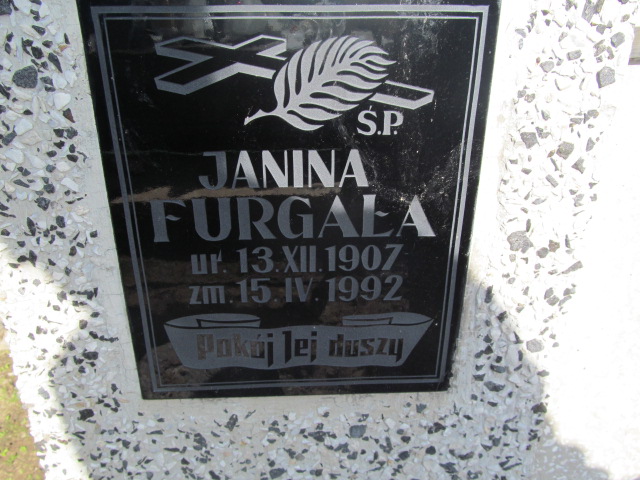 Ś.P.
JANINA
FURGAŁA
ur. 13.XII.1907
zm. 15.IV.1992
Pokój Jej duszy